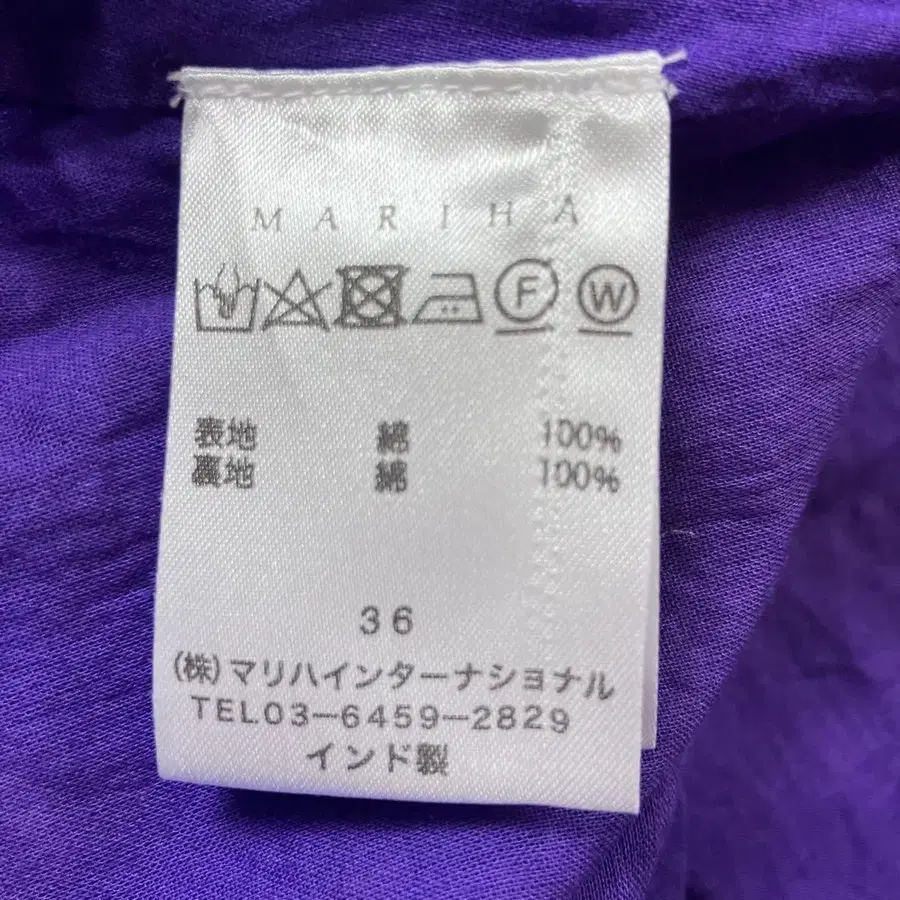 MARIHA
F W
表地 綿 100%
裏地 綿 100%
36
(株)マリハインターナショナル
TEL03-6459-2829
インド製